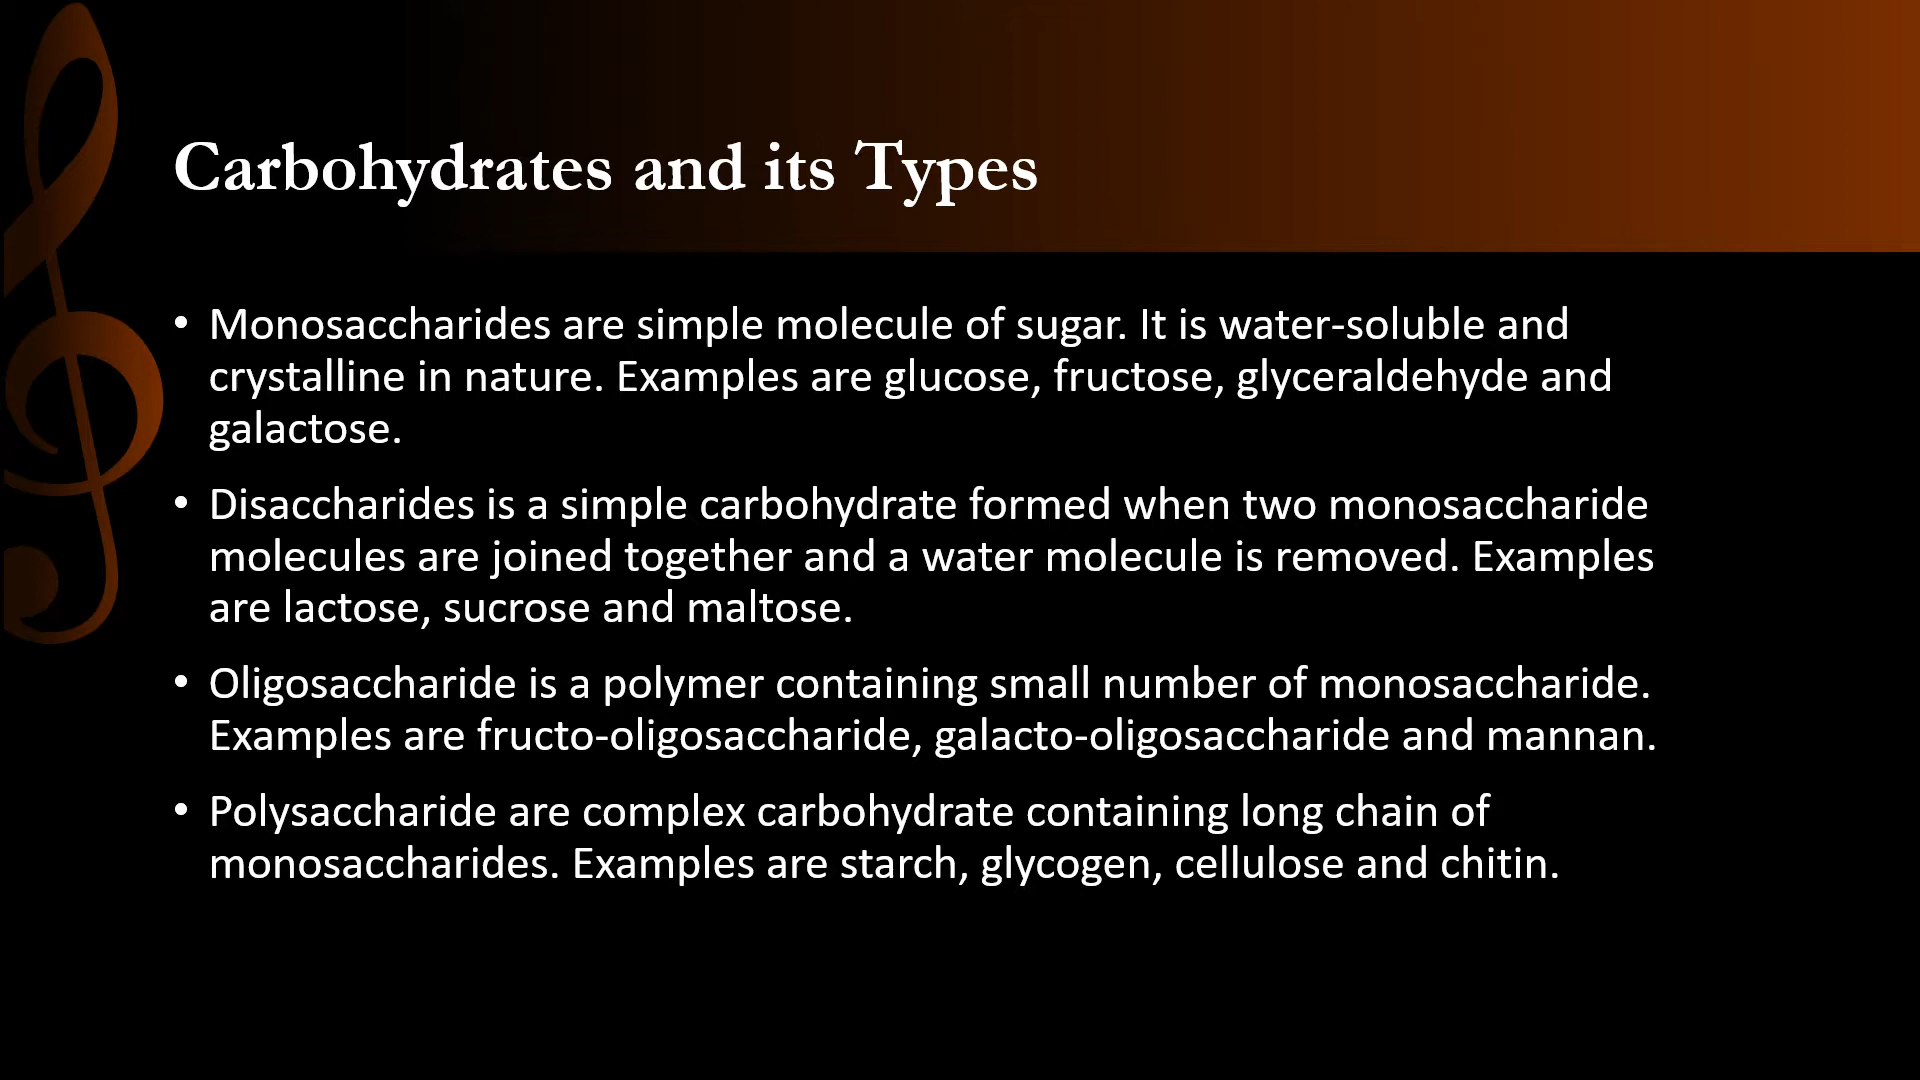 Carbohydrates and its Types
• Monosaccharides are simple molecule of sugar. It is water-soluble and
crystalline in nature. Examples are glucose, fructose, glyceraldehyde and
galactose.
• Disaccharides is a simple carbohydrate formed when two monosaccharide
molecules are joined together and a water molecule is removed. Examples
are lactose, sucrose and maltose.
• Oligosaccharide is a polymer containing small number of monosaccharide.
Examples are fructo-oligosaccharide, galacto-oligosaccharide and mannan.
• Polysaccharide are complex carbohydrate containing long chain of
monosaccharides. Examples are starch, glycogen, cellulose and chitin.